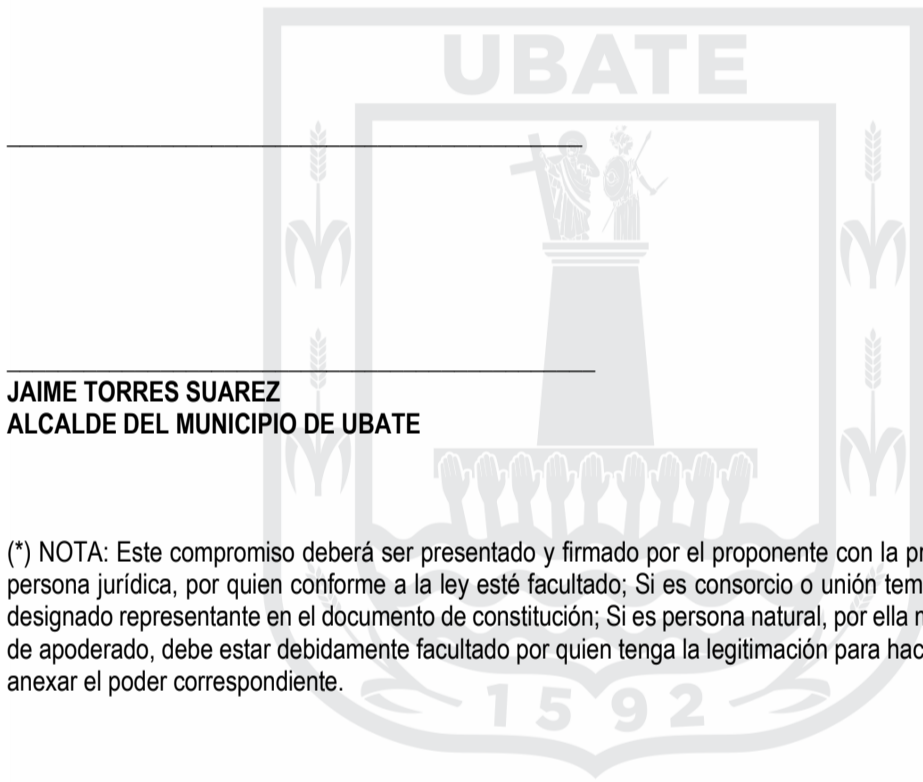 UBATE
JAIME TORRES SUAREZ
ALCALDE DEL MUNICIPIO DE UBATE
(*) NOTA: Este compromiso deberá ser presentado y firmado por el proponente con la
persona jurídica, por quien conforme a la ley esté facultado; Si es consorcio o unión
designado representante en el documento de constitución; Si es persona natural, por ella
de apoderado, debe estar debidamente facultado por quien tenga la legitimación para
anexar el poder correspondiente.
1592